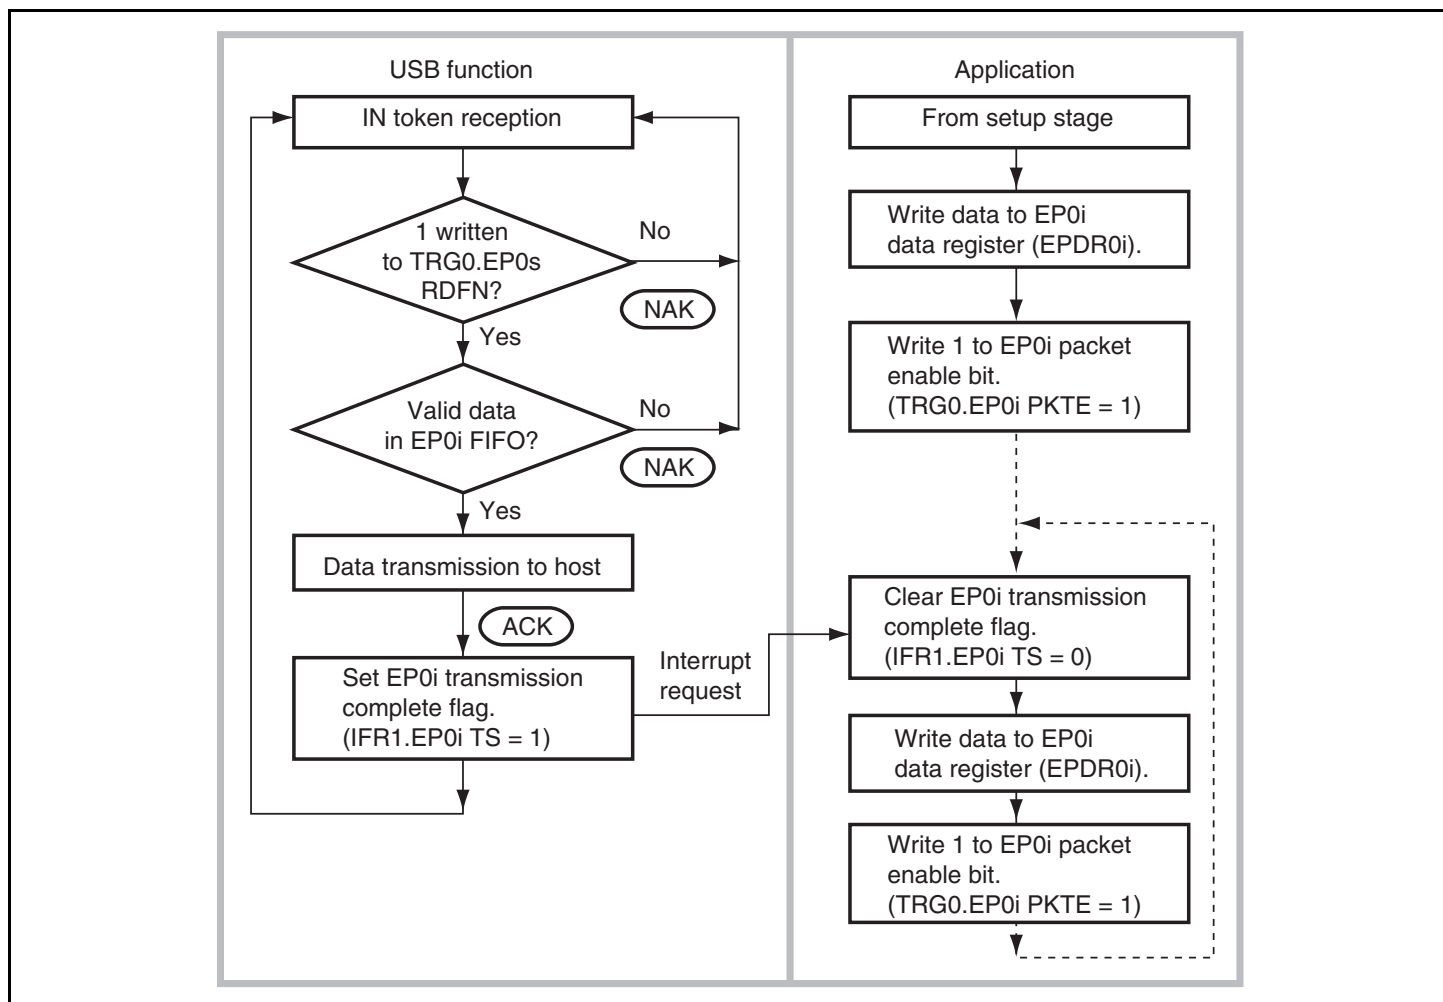 USB function
IN token reception
1 written
to TRG0.EP0s
RDFN?
No
NAK
Yes
Valid data
in EP0i FIFO?
No
NAK
Yes
Data transmission to host
ACK
Set EP0i transmission
complete flag.
(IFR1.EP0i TS = 1)
Interrupt
request
Application
From setup stage
Write data to EP0i
data register (EPDR0i).
Write 1 to EP0i packet
enable bit.
(TRG0.EP0i PKTE = 1)
Clear EP0i transmission
complete flag.
(IFR1.EP0i TS = 0)
Write data to EP0i
data register (EPDR0i).
Write 1 to EP0i packet
enable bit.
(TRG0.EP0i PKTE = 1)